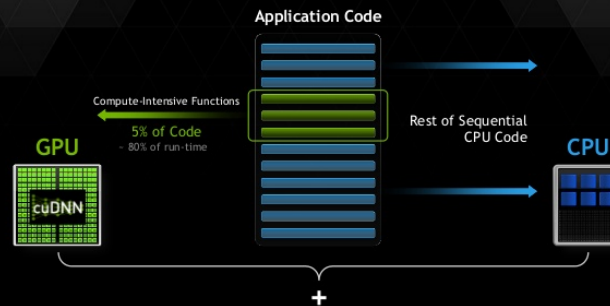 Application Code
Compute-Intensive Functions
5% of Code
~ 80% of run-time
Rest of Sequential
CPU Code
GPU
CPU
cuDNN
+